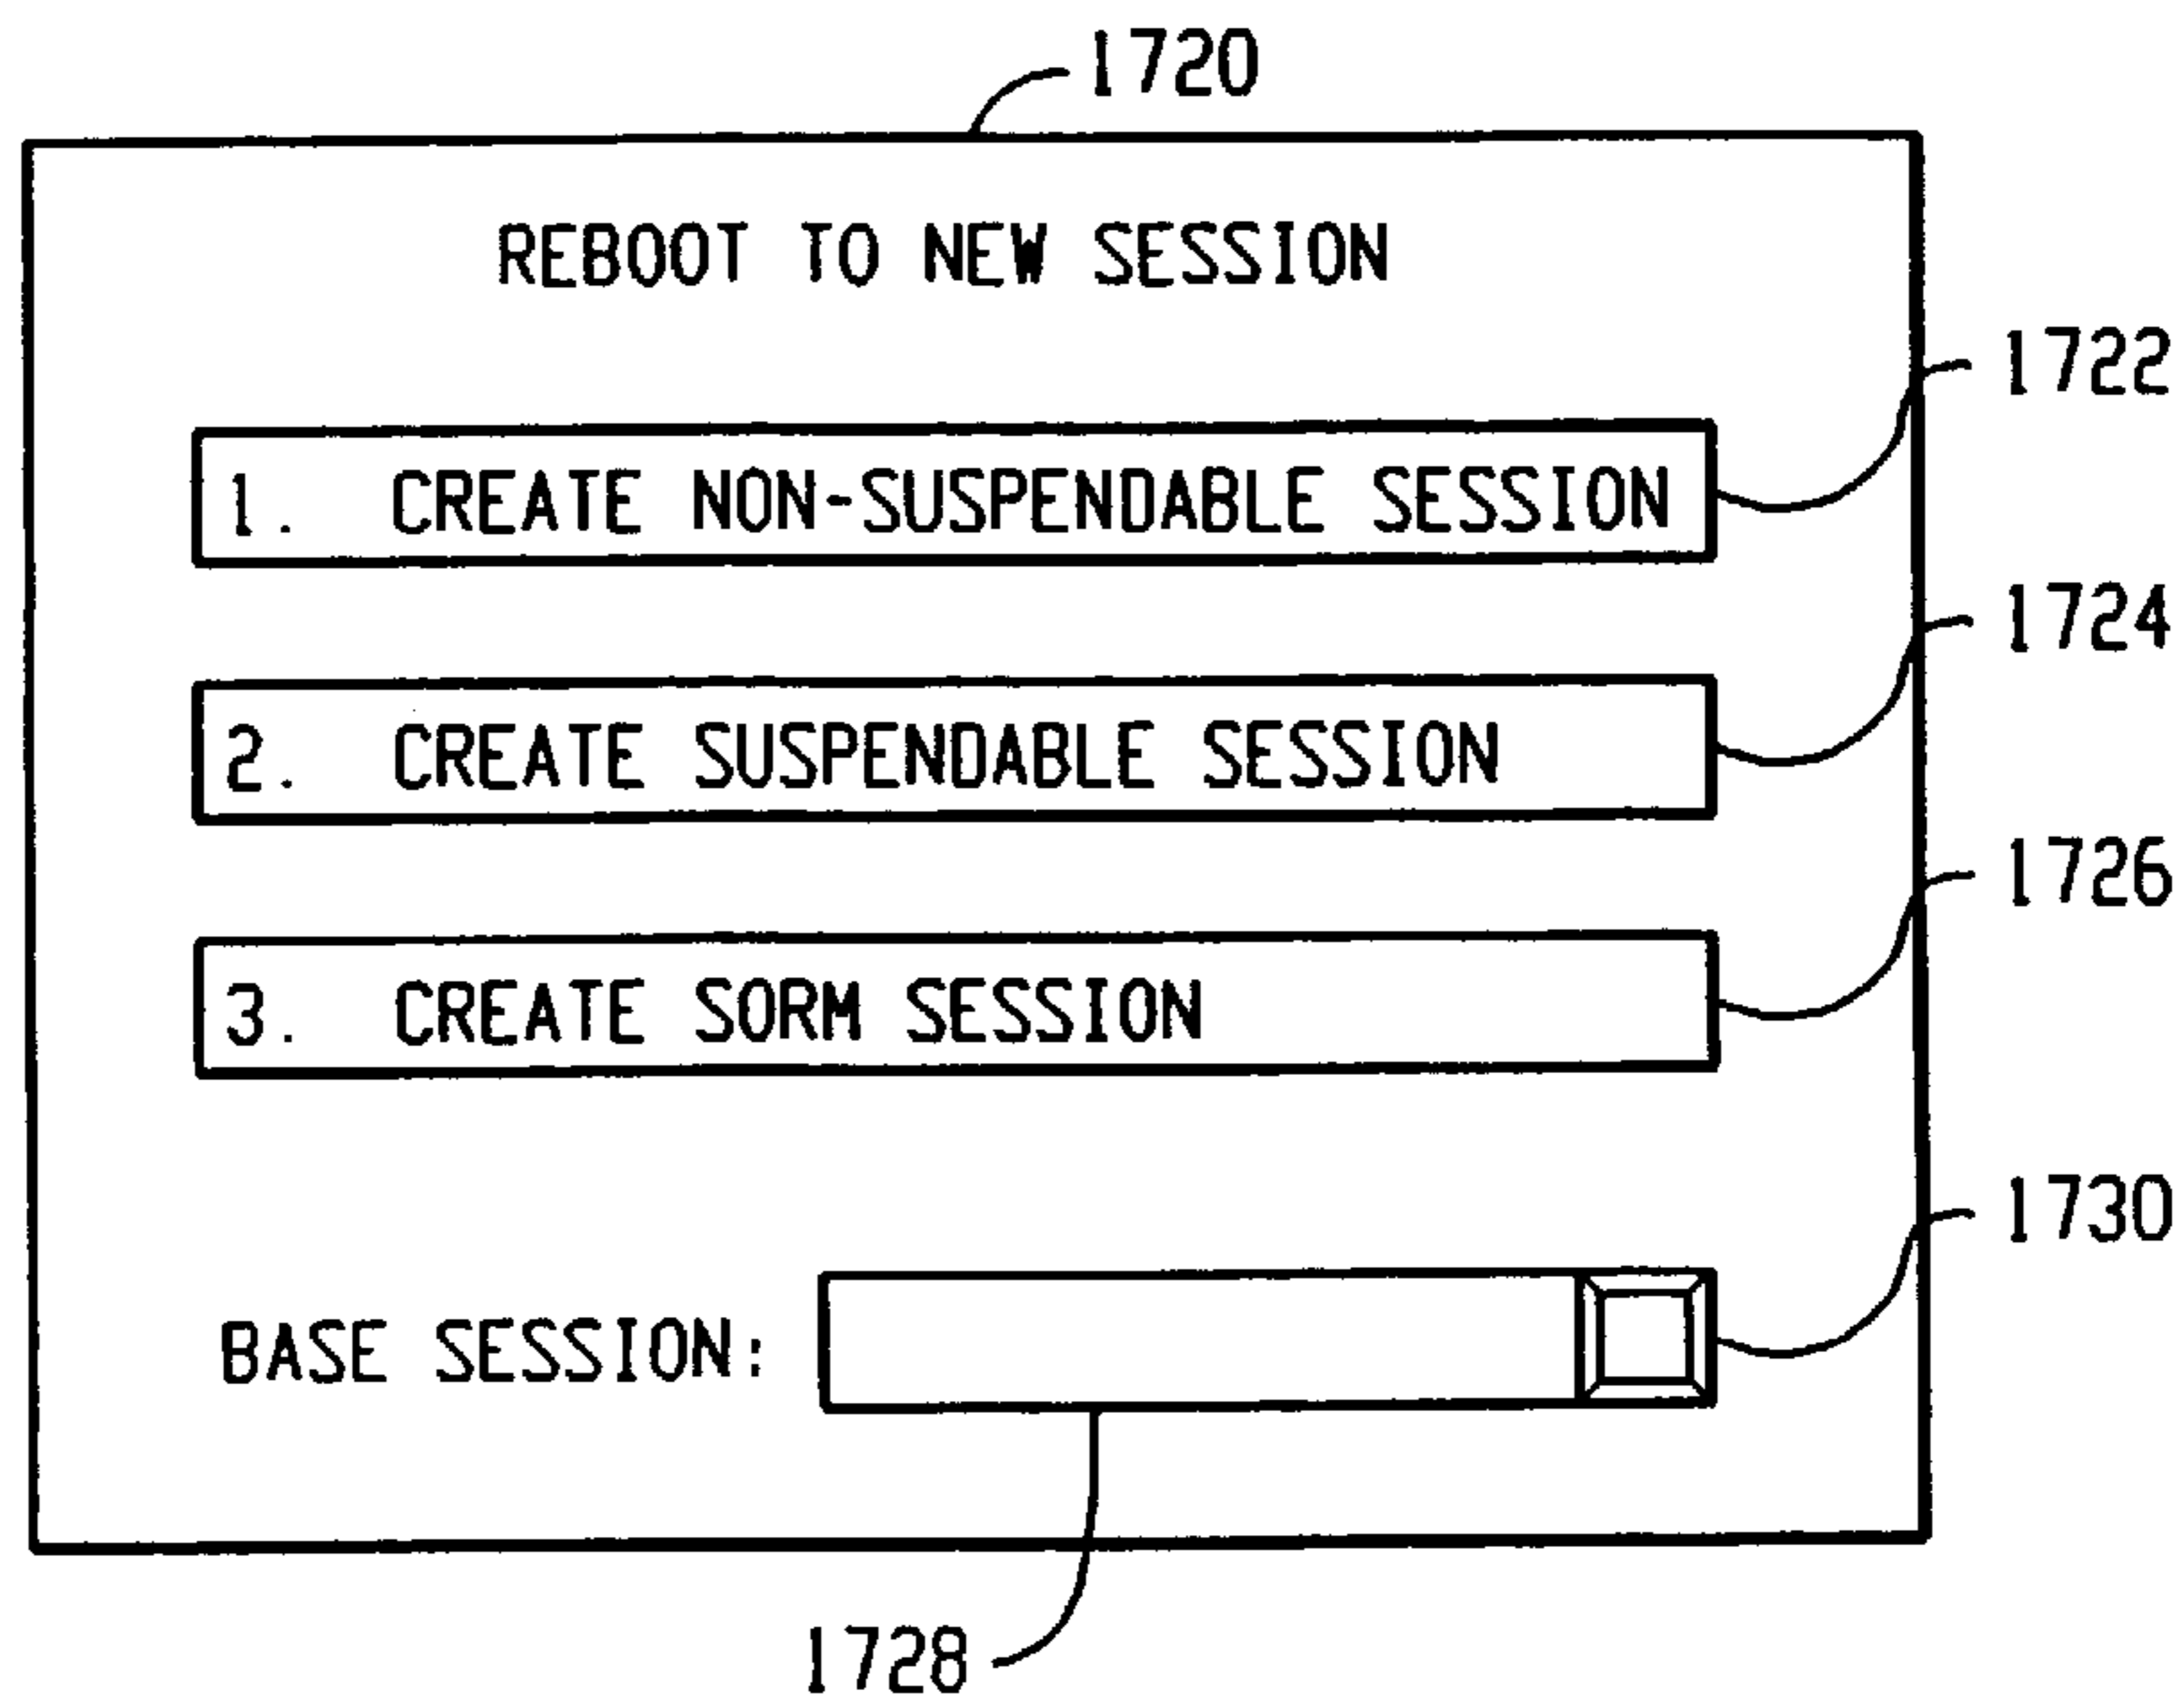 1720
REBOOT TO NEW SESSION
1722
1. CREATE NON-SUSPENDABLE SESSION
1724
2. CREATE SUSPENDABLE SESSION
1726
3. CREATE SORM SESSION
1730
BASE SESSION:
1728